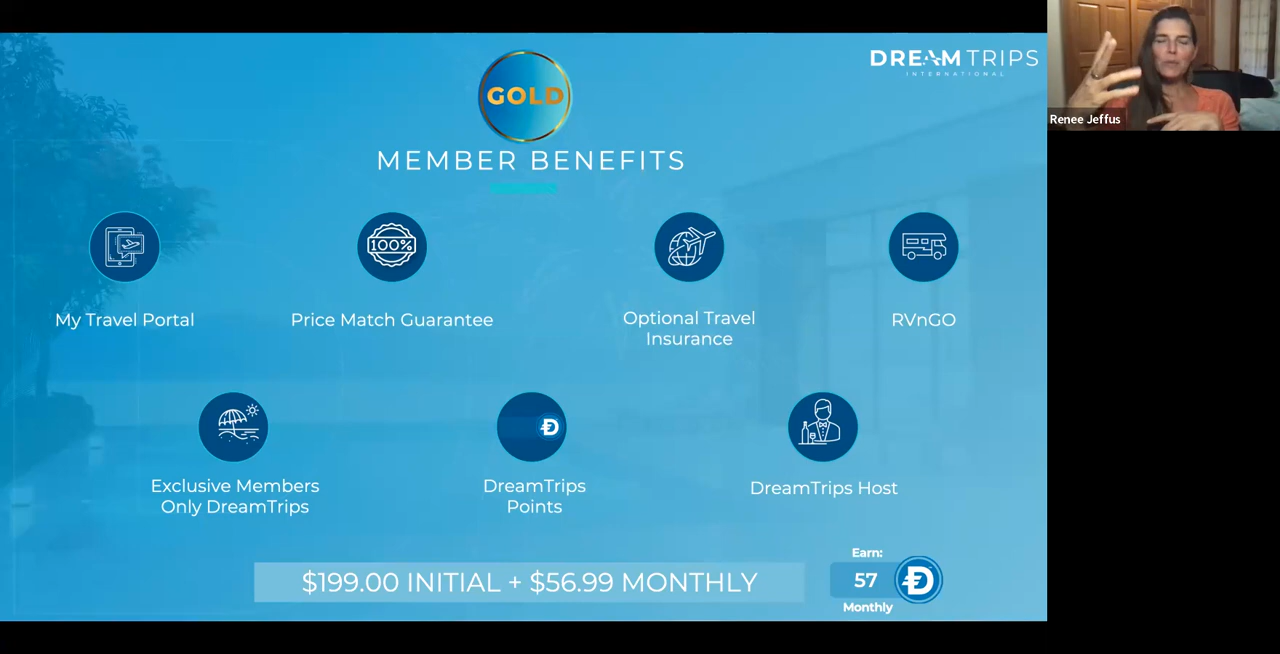 DREAMTRIPS
INTERNATIONAL
GOLD
MEMBER BENEFITS
Renee Jeffus
100%
My Travel Portal
Price Match Guarantee
Optional Travel
Insurance
RVnGO
Exclusive Members
Only DreamTrips
DreamTrips
Points
DreamTrips Host
$199.00 INITIAL + $56.99 MONTHLY
Earn:
57
Monthly